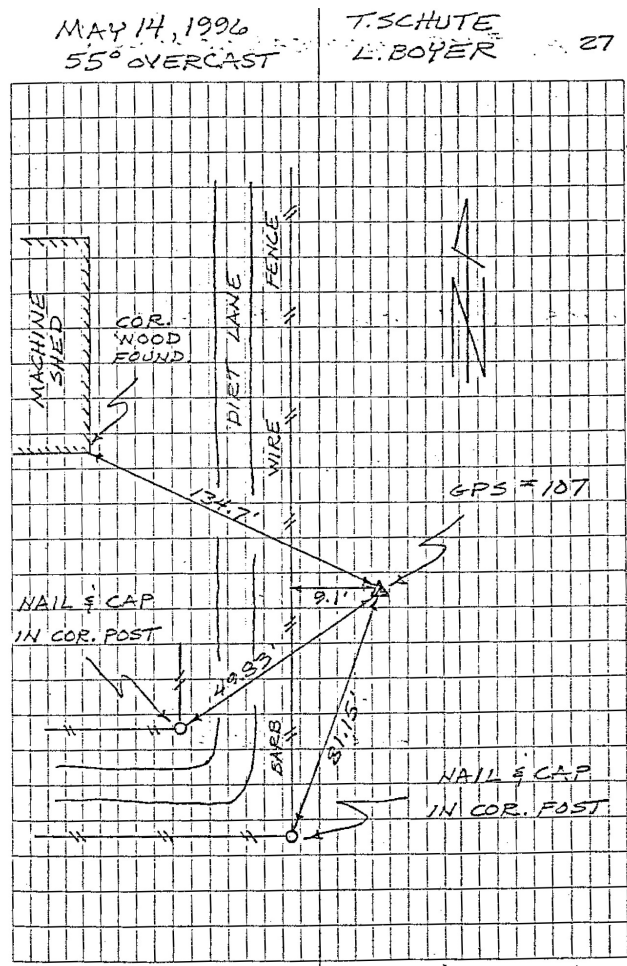 MAY 14, 1996
55° OVERCAST
T. SCHUTE
L. BOYER
27
MACHINE
SHED
COR.
WOOD
FOUND
DIRT LANE
FENCE
WIRE
BARB
134.7'
GPS #107
9.1'
NAIL & CAP
IN COR. POST
49.83'
81.15'
NAIL & CAP
IN COR. POST